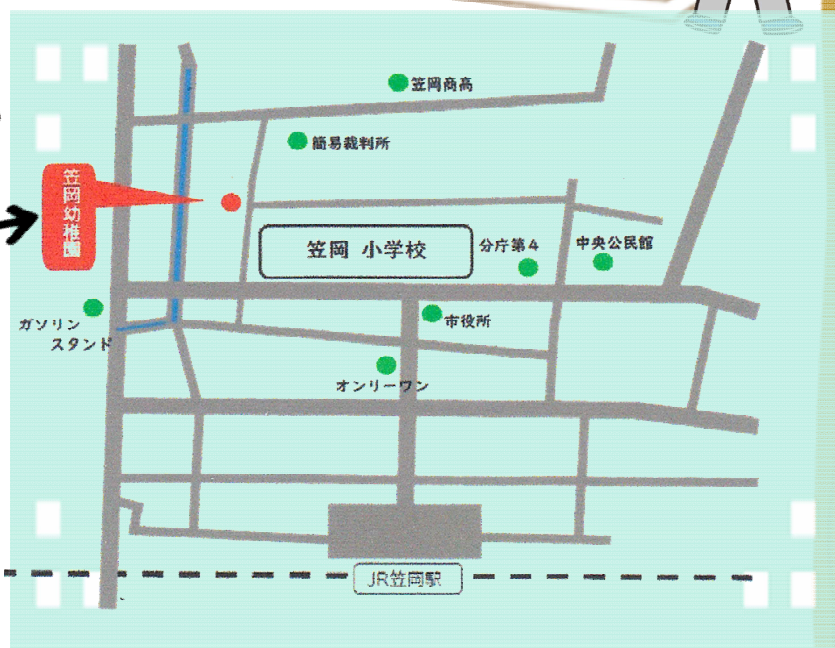 笠岡商高
簡易裁判所
笠岡幼稚園
笠岡 小学校
分庁第4
中央公民館
ガソリン
スタンド
市役所
オンリーワン
JR笠岡駅